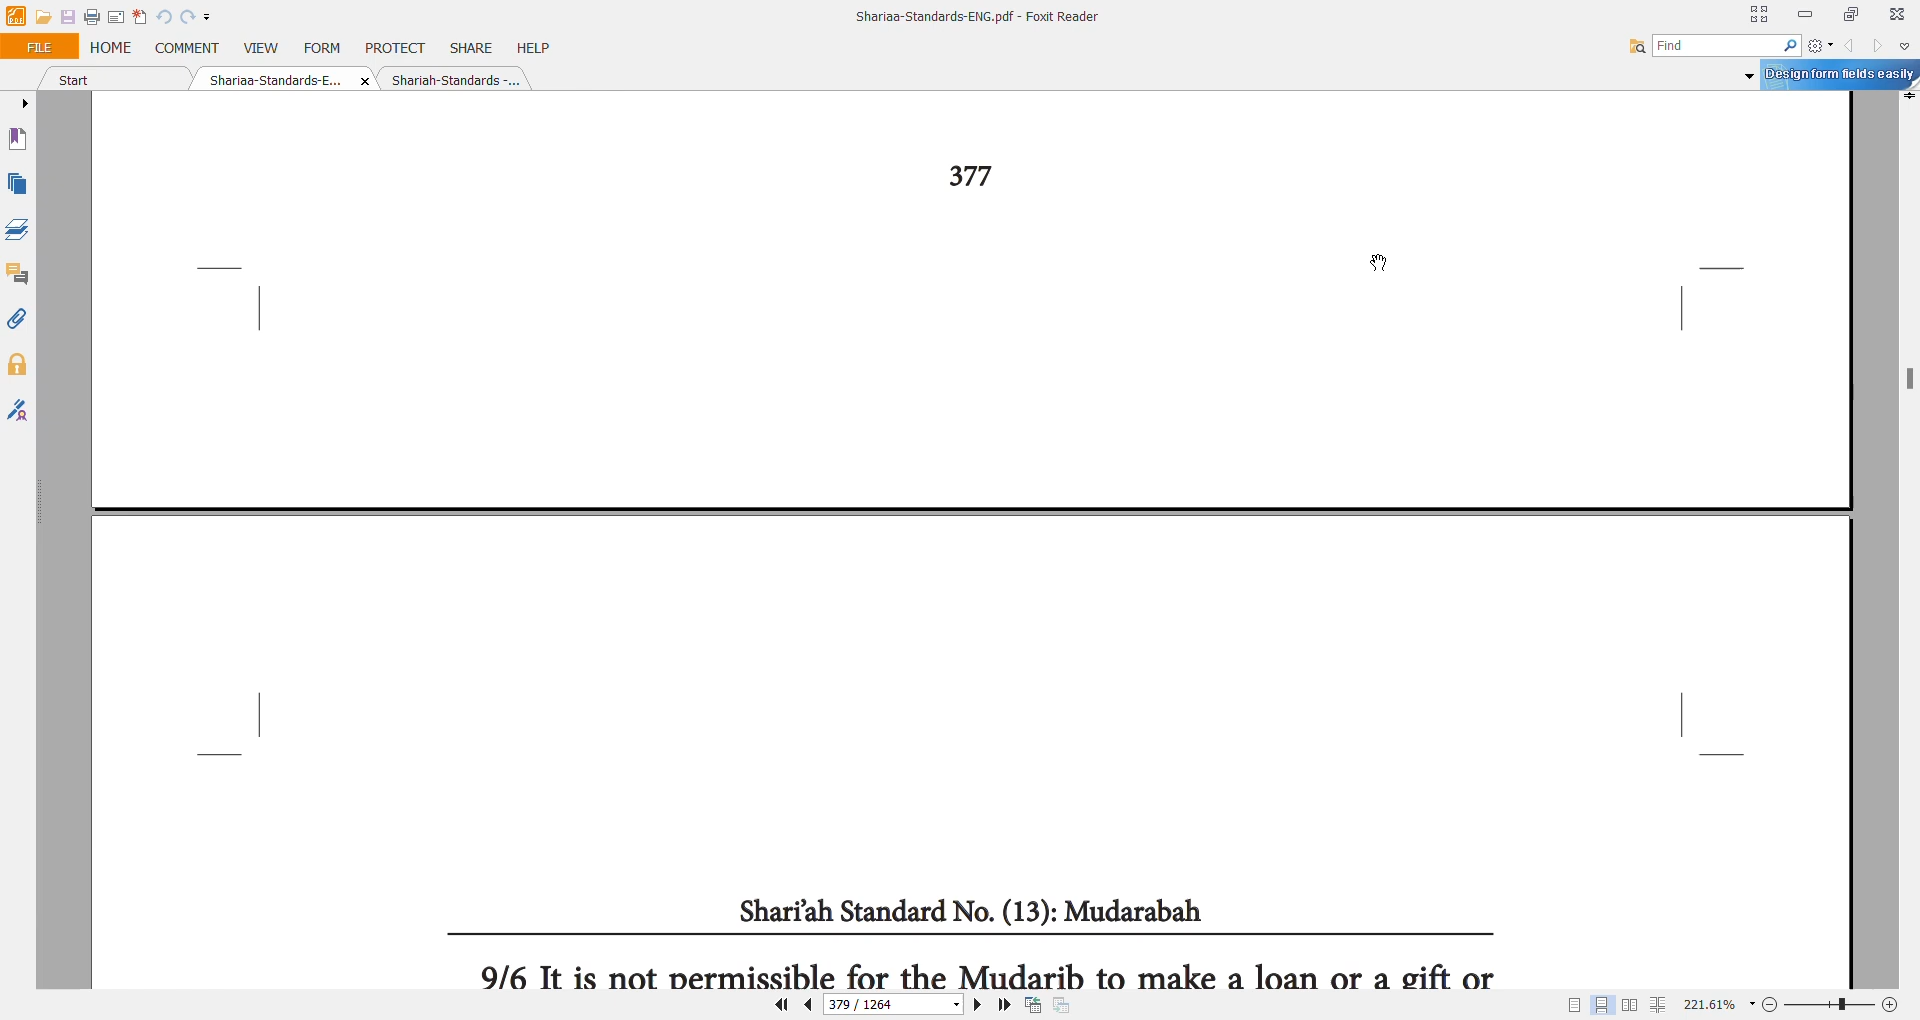 Shariaa-Standards-ENG.pdf - Foxit Reader
FILE HOME COMMENT VIEW FORM PROTECT SHARE HELP
Find
Start
Shariaa-Standards-E...
Shariah-Standards -...
Design form fields easily
377
Shari'ah Standard No. (13): Mudarabah
9/6 It is not permissible for the Mudarib to make a loan or a gift or
379 / 1264
221.61%